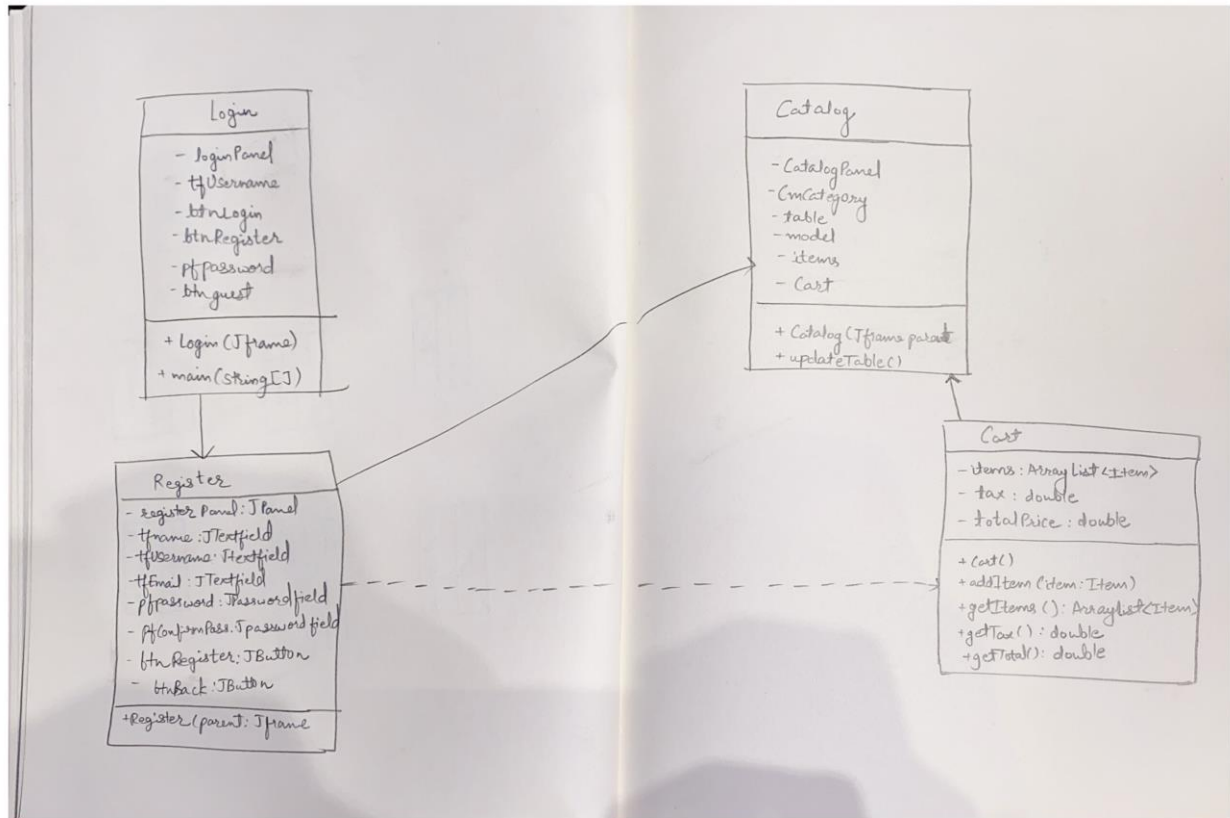 Login
- loginPanel
- tfUsername
- btnLogin
- btnRegister
- pfpassword
- btnguest
+ Login (Jframe)
+ main(string[])
Register
- registerPanel: JPanel
- tfname: JTextfield
- tfUsername: Jtextfield
- tfEmail: JTextfield
- pfpassword: JPasswordfield
- pfConfirmPass: Jpasswordfield
- btnRegister: JButton
- btnBack: JButton
+Register(parent: Jframe
Catalog
- CatalogPanel
- CmCategory
- table
- model
- items
- Cart
+ Catalog(Jframe parent
+ updateTable()
Cart
- items: ArrayList<Item>
- tax: double
- totalPrice: double
+ Cart()
+addItem(item: Item)
+getItems(): Arraylist<Item>
+getTax(): double
+getTotal(): double